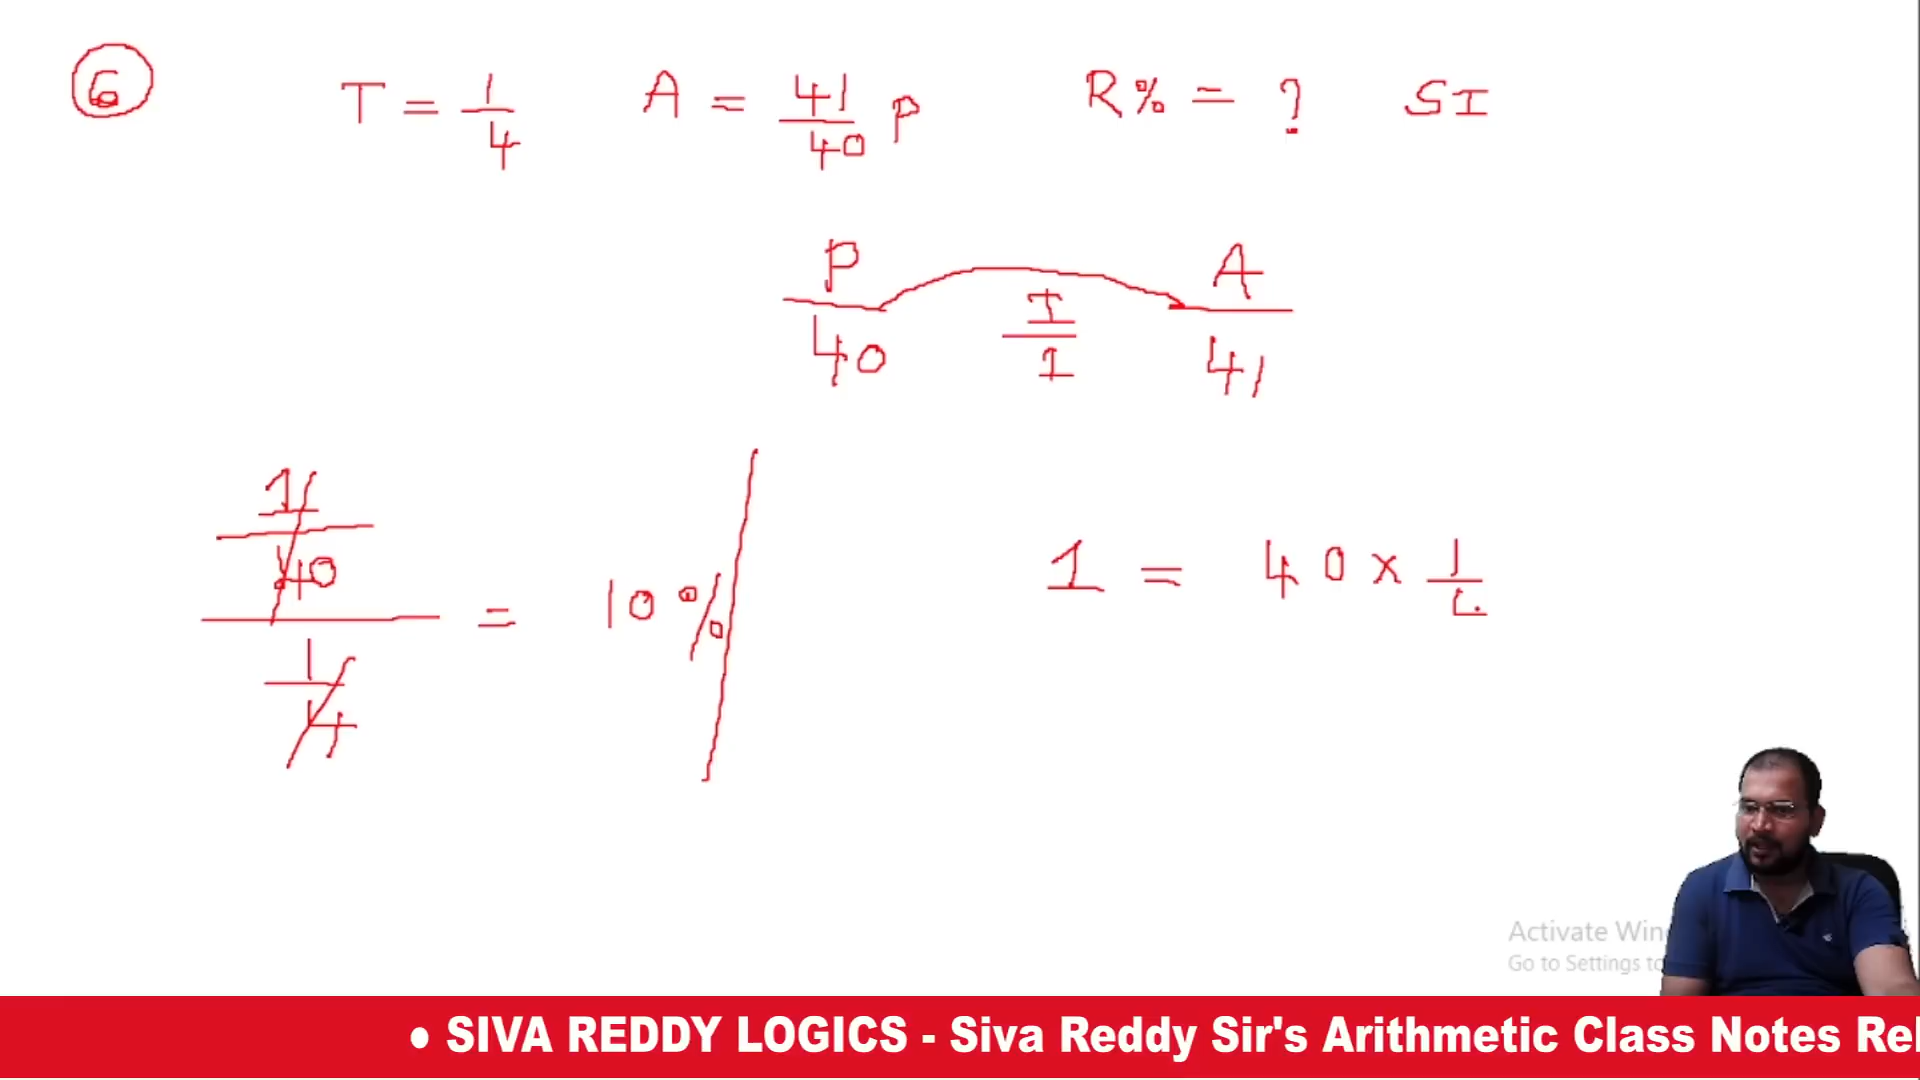 6 T = 1/4 A = 41/40 P R% = ? SI
P I A
40 1 41
1/40 / 1/4 = 10% 1 = 40 × 1/4
Activate Win
Go to Settings to
• SIVA REDDY LOGICS - Siva Reddy Sir's Arithmetic Class Notes Rel